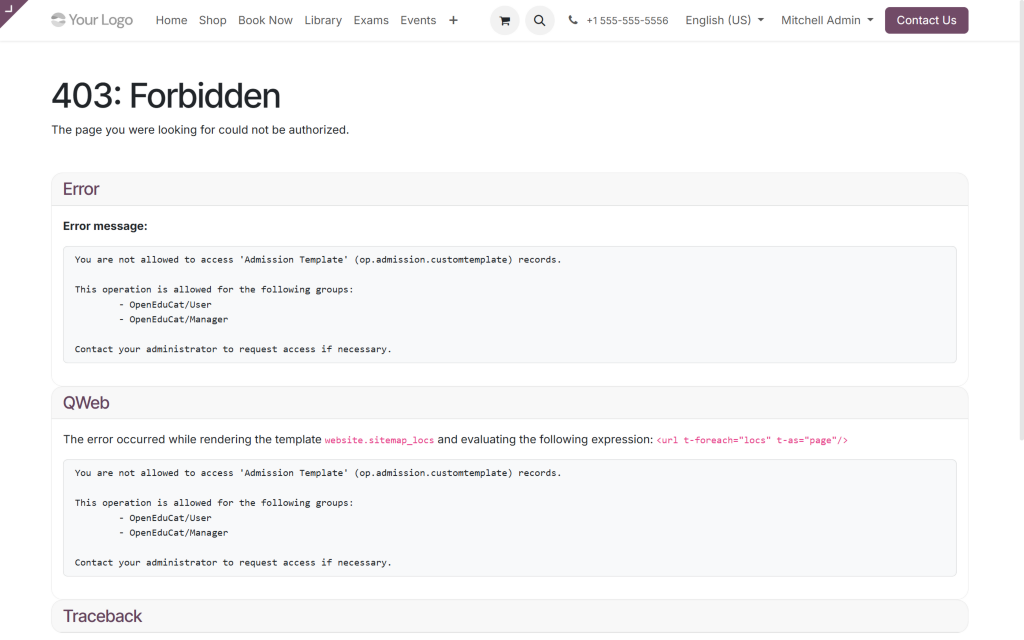 Your Logo Home Shop Book Now Library Exams Events + +1 555-555-5556 English (US) Mitchell Admin Contact Us
403: Forbidden
The page you were looking for could not be authorized.
Error
Error message:
You are not allowed to access 'Admission Template' (op.admission.customtemplate) records.
This operation is allowed for the following groups:
- OpenEduCat/User
- OpenEduCat/Manager
Contact your administrator to request access if necessary.
QWeb
The error occurred while rendering the template website.sitemap_locs and evaluating the following expression: <url t-foreach="locs" t-as="page"/>
You are not allowed to access 'Admission Template' (op.admission.customtemplate) records.
This operation is allowed for the following groups:
- OpenEduCat/User
- OpenEduCat/Manager
Contact your administrator to request access if necessary.
Traceback